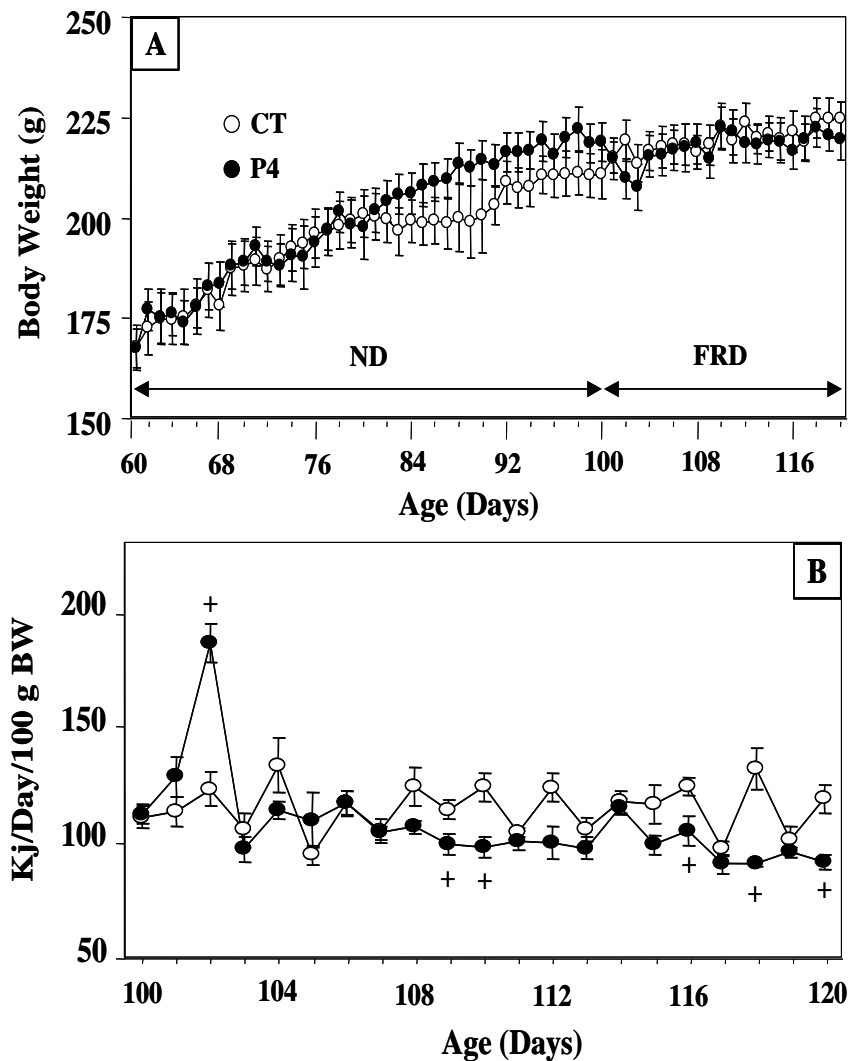 250
A
225
CT
P4
200
175
ND
FRD
150
60 68 76 84 92 100 108 116
Age (Days)
Body Weight (g)
B
200
+
150
100
+ + + + +
50
100 104 108 112 116 120
Age (Days)
Kj/Day/100 g BW